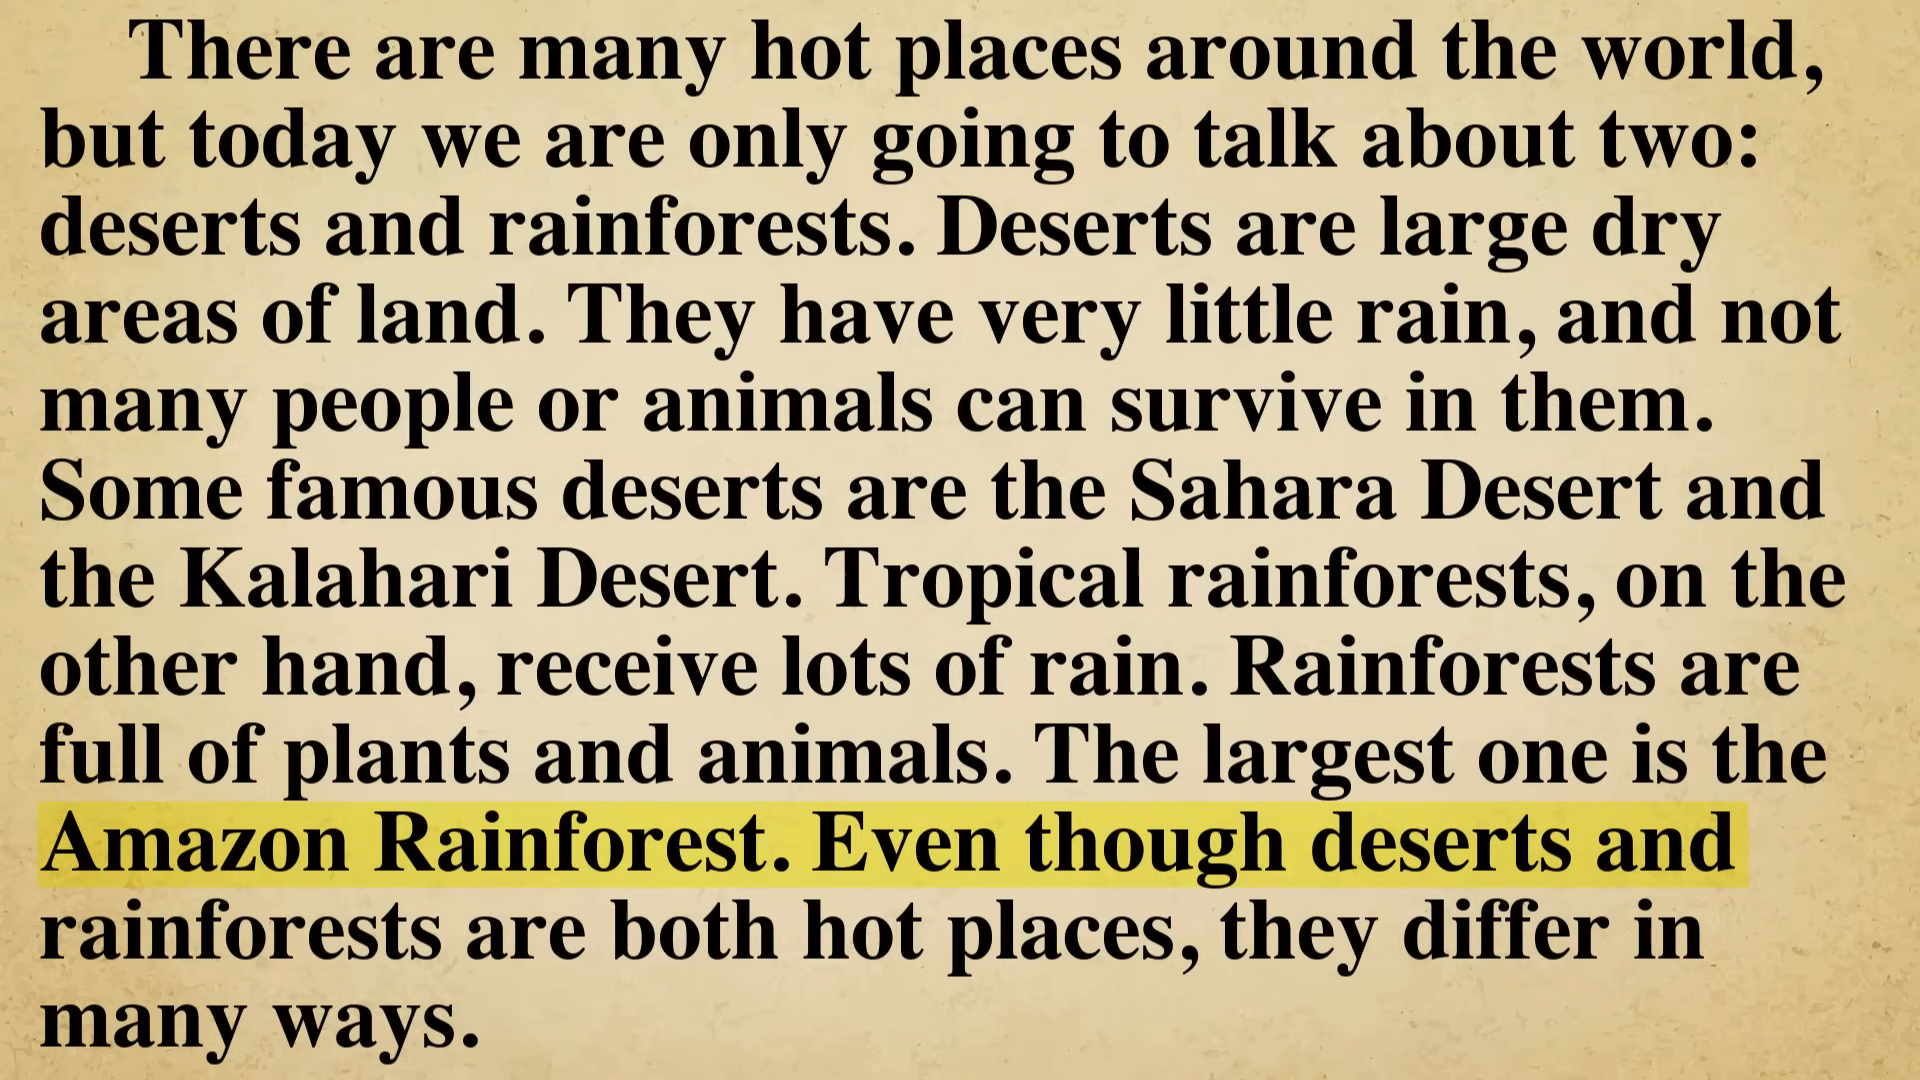 There are many hot places around the world,
but today we are only going to talk about two:
deserts and rainforests. Deserts are large dry
areas of land. They have very little rain, and not
many people or animals can survive in them.
Some famous deserts are the Sahara Desert and
the Kalahari Desert. Tropical rainforests, on the
other hand, receive lots of rain. Rainforests are
full of plants and animals. The largest one is the
Amazon Rainforest. Even though deserts and
rainforests are both hot places, they differ in
many ways.